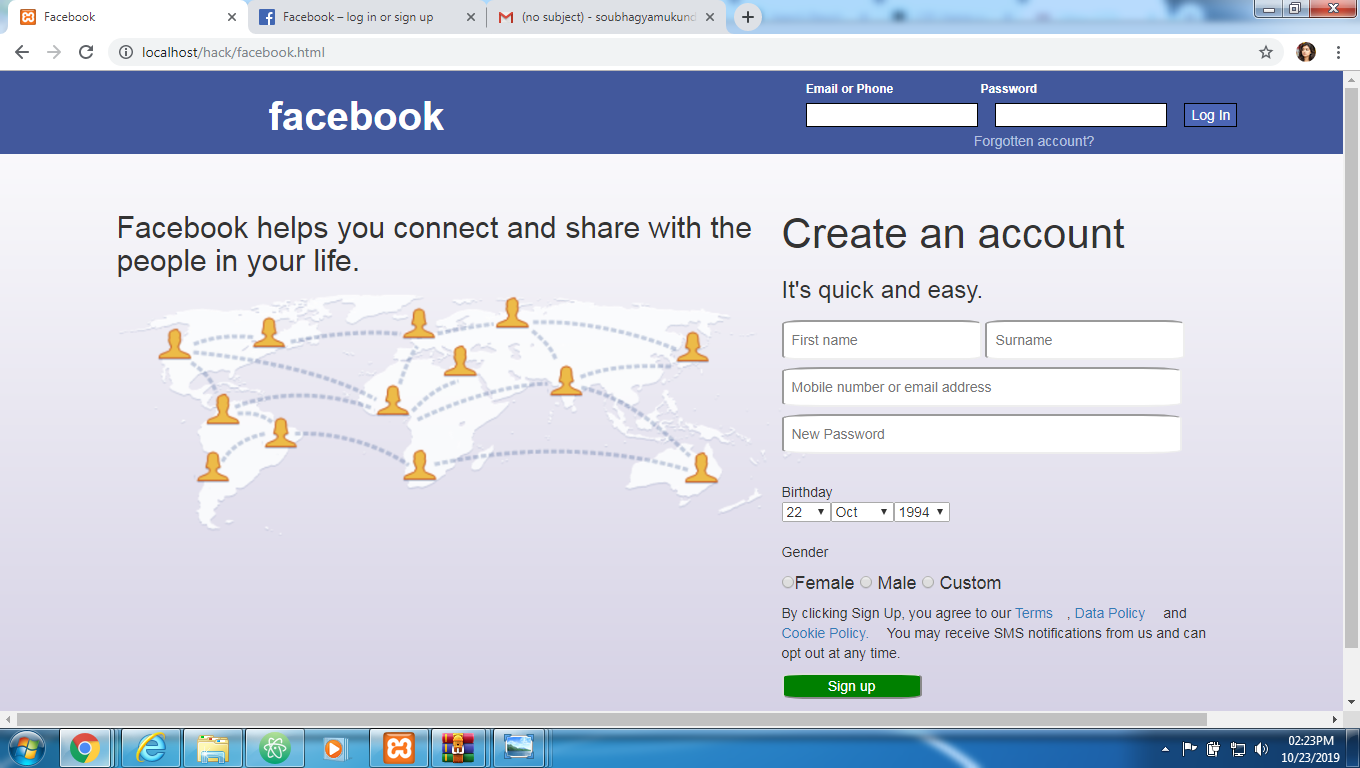 Facebook
Facebook – log in or sign up
(no subject) - soubhagyamukund
localhost/hack/facebook.html
facebook
Email or Phone
Password
Log In
Forgotten account?
Facebook helps you connect and share with the
people in your life.
Create an account
It's quick and easy.
First name
Surname
Mobile number or email address
New Password
Birthday
22 Oct 1994
Gender
Female Male Custom
By clicking Sign Up, you agree to our Terms , Data Policy and
Cookie Policy. You may receive SMS notifications from us and can
opt out at any time.
Sign up
02:23PM
10/23/2019